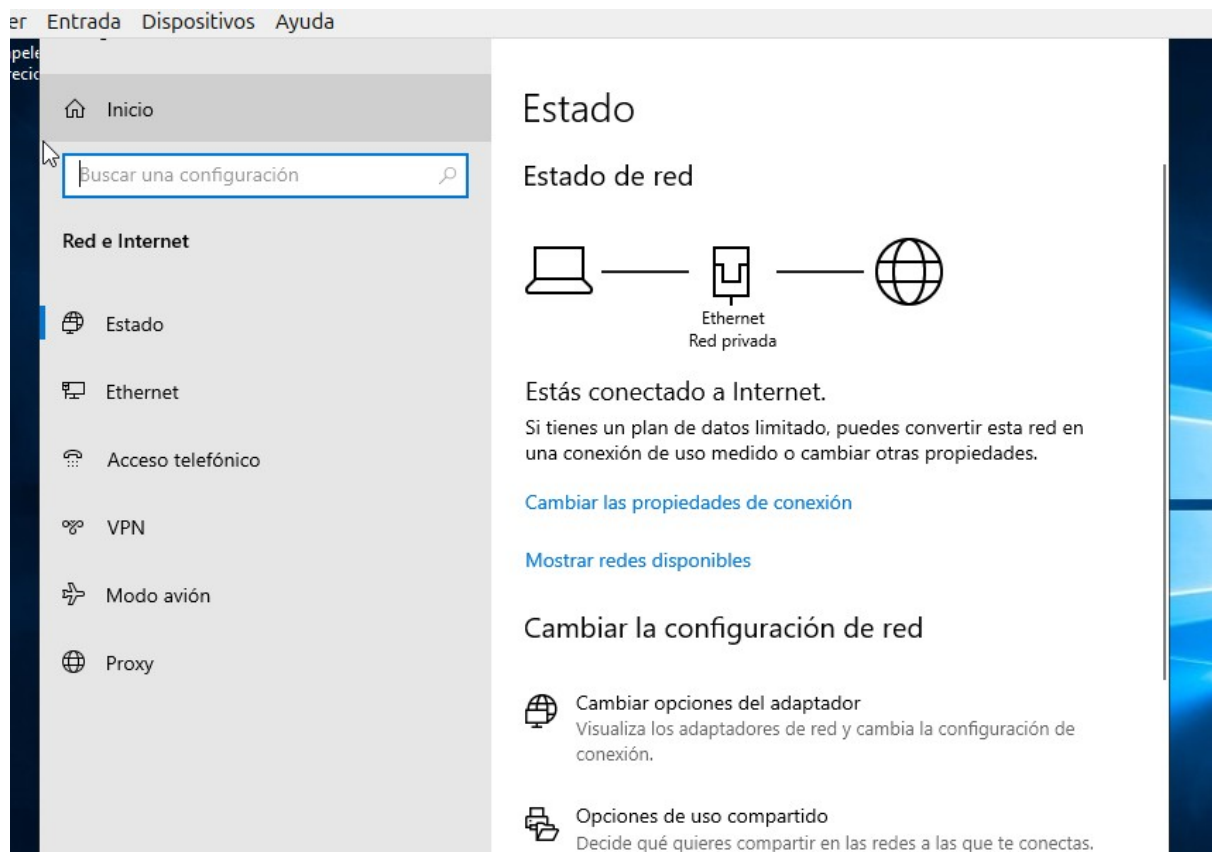 er Entrada Dispositivos Ayuda
Inicio
Buscar una configuración
Red e Internet
Estado
Ethernet
Acceso telefónico
VPN
Modo avión
Proxy
Estado
Estado de red
Ethernet
Red privada
Estás conectado a Internet.
Si tienes un plan de datos limitado, puedes convertir esta red en
una conexión de uso medido o cambiar otras propiedades.
Cambiar las propiedades de conexión
Mostrar redes disponibles
Cambiar la configuración de red
Cambiar opciones del adaptador
Visualiza los adaptadores de red y cambia la configuración de
conexión.
Opciones de uso compartido
Decide qué quieres compartir en las redes a las que te conectas.